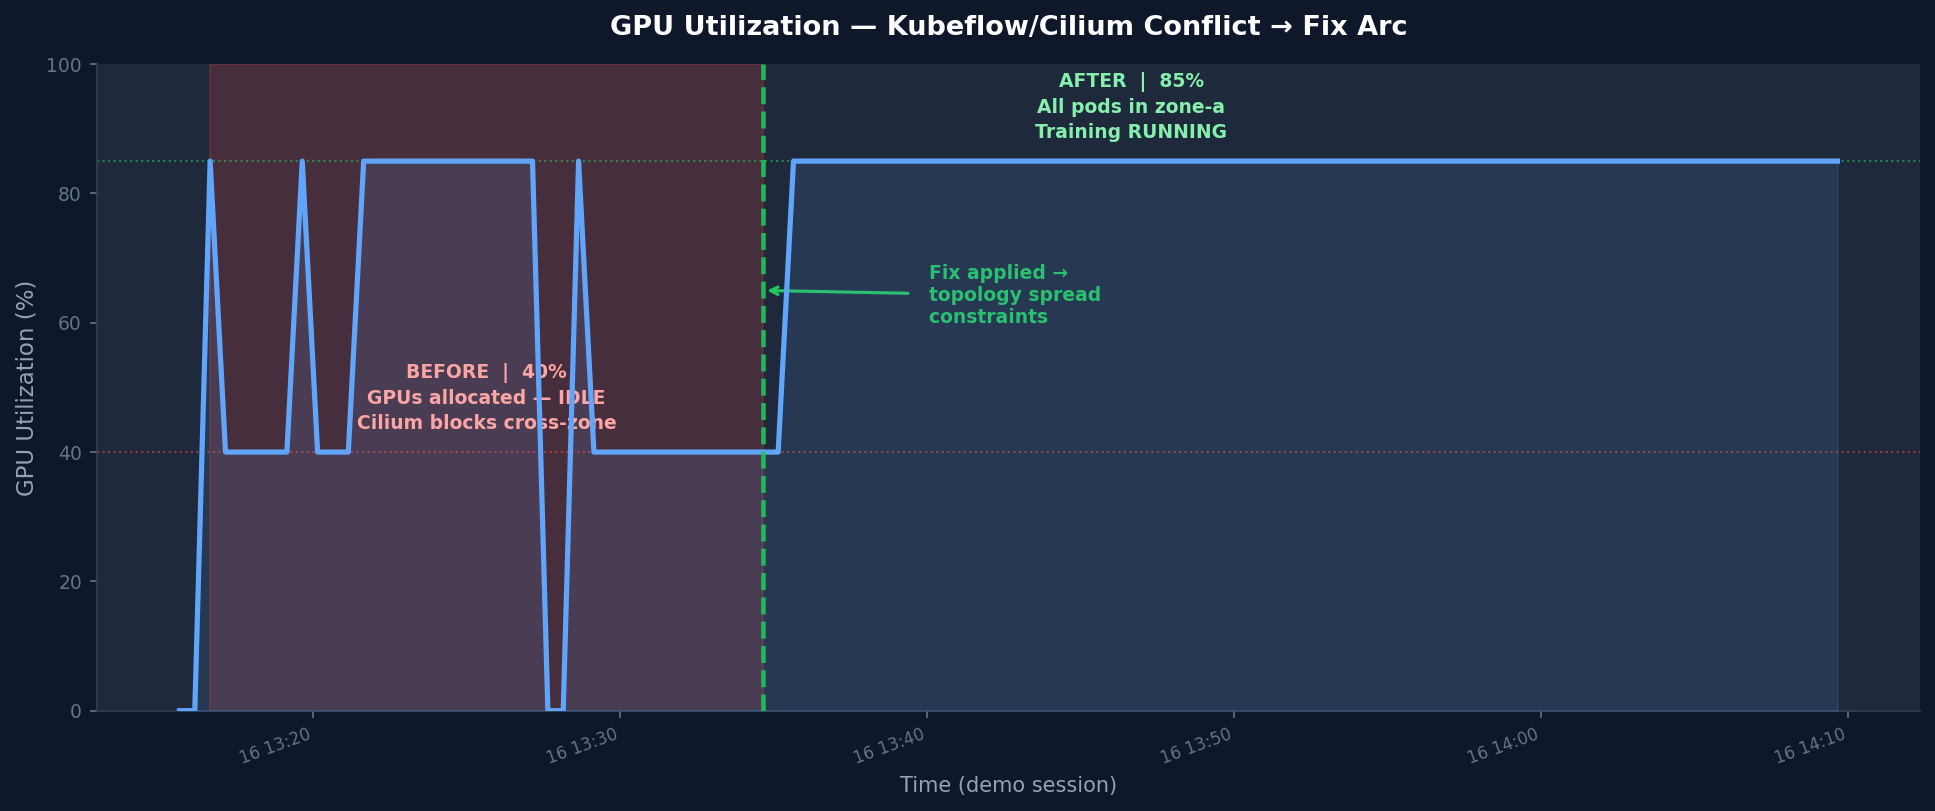 GPU Utilization — Kubeflow/Cilium Conflict → Fix Arc
GPU Utilization (%)
100
80
60
40
20
0
AFTER | 85%
All pods in zone-a
Training RUNNING
Fix applied →
topology spread
constraints
BEFORE | 40%
GPUs allocated — IDLE
Cilium blocks cross-zone
16 13:20
16 13:30
16 13:40
16 13:50
16 14:00
16 14:10
Time (demo session)